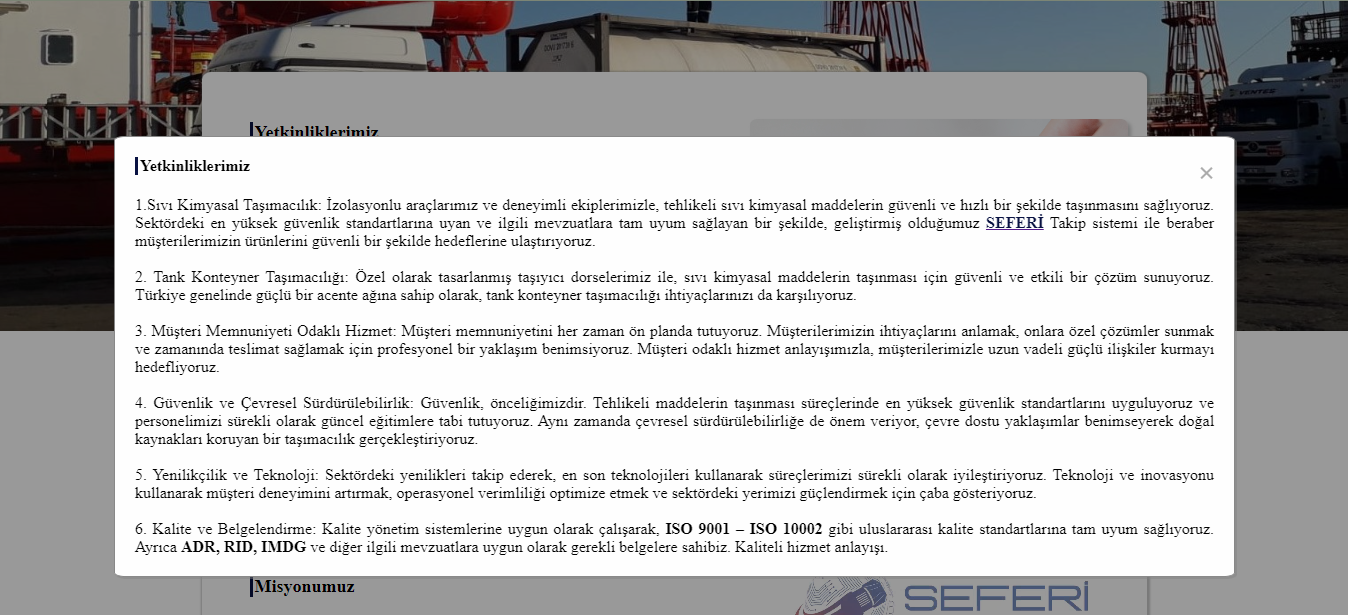 VENTES
Yetkinliklerimiz
Yetkinliklerimiz
×
1.Sıvı Kimyasal Taşımacılık: İzolasyonlu araçlarımız ve deneyimli ekiplerimizle, tehlikeli sıvı kimyasal maddelerin güvenli ve hızlı bir şekilde taşınmasını sağlıyoruz.
Sektördeki en yüksek güvenlik standartlarına uyan ve ilgili mevzuatlara tam uyum sağlayan bir şekilde, geliştirmiş olduğumuz SEFERİ Takip sistemi ile beraber
müşterilerimizin ürünlerini güvenli bir şekilde hedeflerine ulaştırıyoruz.
2. Tank Konteyner Taşımacılığı: Özel olarak tasarlanmış taşıyıcı dorselerimiz ile, sıvı kimyasal maddelerin taşınması için güvenli ve etkili bir çözüm sunuyoruz.
Türkiye genelinde güçlü bir acente ağına sahip olarak, tank konteyner taşımacılığı ihtiyaçlarınızı da karşılıyoruz.
3. Müşteri Memnuniyeti Odaklı Hizmet: Müşteri memnuniyetini her zaman ön planda tutuyoruz. Müşterilerimizin ihtiyaçlarını anlamak, onlara özel çözümler sunmak
ve zamanında teslimat sağlamak için profesyonel bir yaklaşım benimsiyoruz. Müşteri odaklı hizmet anlayışımızla, müşterilerimizle uzun vadeli güçlü ilişkiler kurmayı
hedefliyoruz.
4. Güvenlik ve Çevresel Sürdürülebilirlik: Güvenlik, önceliğimizdir. Tehlikeli maddelerin taşınması süreçlerinde en yüksek güvenlik standartlarını uyguluyoruz ve
personelimizi sürekli olarak güncel eğitimlere tabi tutuyoruz. Aynı zamanda çevresel sürdürülebilirliğe de önem veriyor, çevre dostu yaklaşımlar benimseyerek doğal
kaynakları koruyan bir taşımacılık gerçekleştiriyoruz.
5. Yenilikçilik ve Teknoloji: Sektördeki yenilikleri takip ederek, en son teknolojileri kullanarak süreçlerimizi sürekli olarak iyileştiriyoruz. Teknoloji ve inovasyonu
kullanarak müşteri deneyimini artırmak, operasyonel verimliliği optimize etmek ve sektördeki yerimizi güçlendirmek için çaba gösteriyoruz.
6. Kalite ve Belgelendirme: Kalite yönetim sistemlerine uygun olarak çalışarak, ISO 9001 – ISO 10002 gibi uluslararası kalite standartlarına tam uyum sağlıyoruz.
Ayrıca ADR, RID, IMDG ve diğer ilgili mevzuatlara uygun olarak gerekli belgelere sahibiz. Kaliteli hizmet anlayışı.
Misyonumuz
SEFERİ